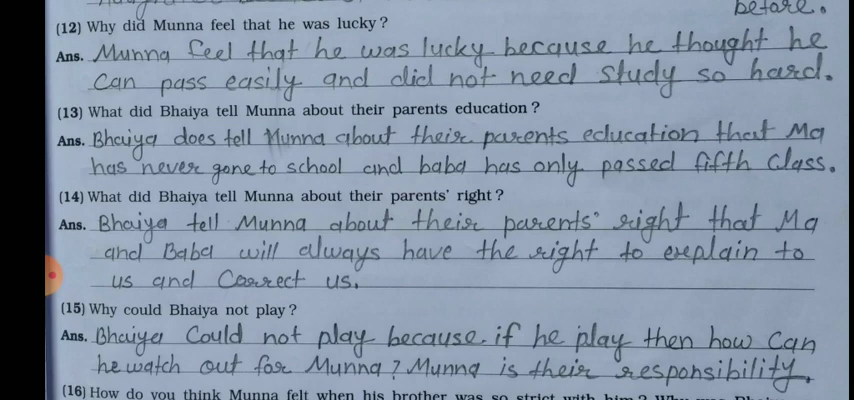 before.
(12) Why did Munna feel that he was lucky?
Ans. Munna feel that he was lucky because he thought he
can pass easily and did not need study so hard.
(13) What did Bhaiya tell Munna about their parents education?
Ans. Bhaiya does tell Munna about their parents education that Ma
has never gone to school and baba has only passed fifth class.
(14) What did Bhaiya tell Munna about their parents' right?
Ans. Bhaiya tell Munna about their parents' right that Ma
and Baba will always have the right to explain to
us and Correct us.
(15) Why could Bhaiya not play?
Ans. Bhaiya Could not play because if he play then how Can
he watch out for Munna? Munna is their responsibility.
(16) How do you think Munna felt when his brother was so strict with him? Why was